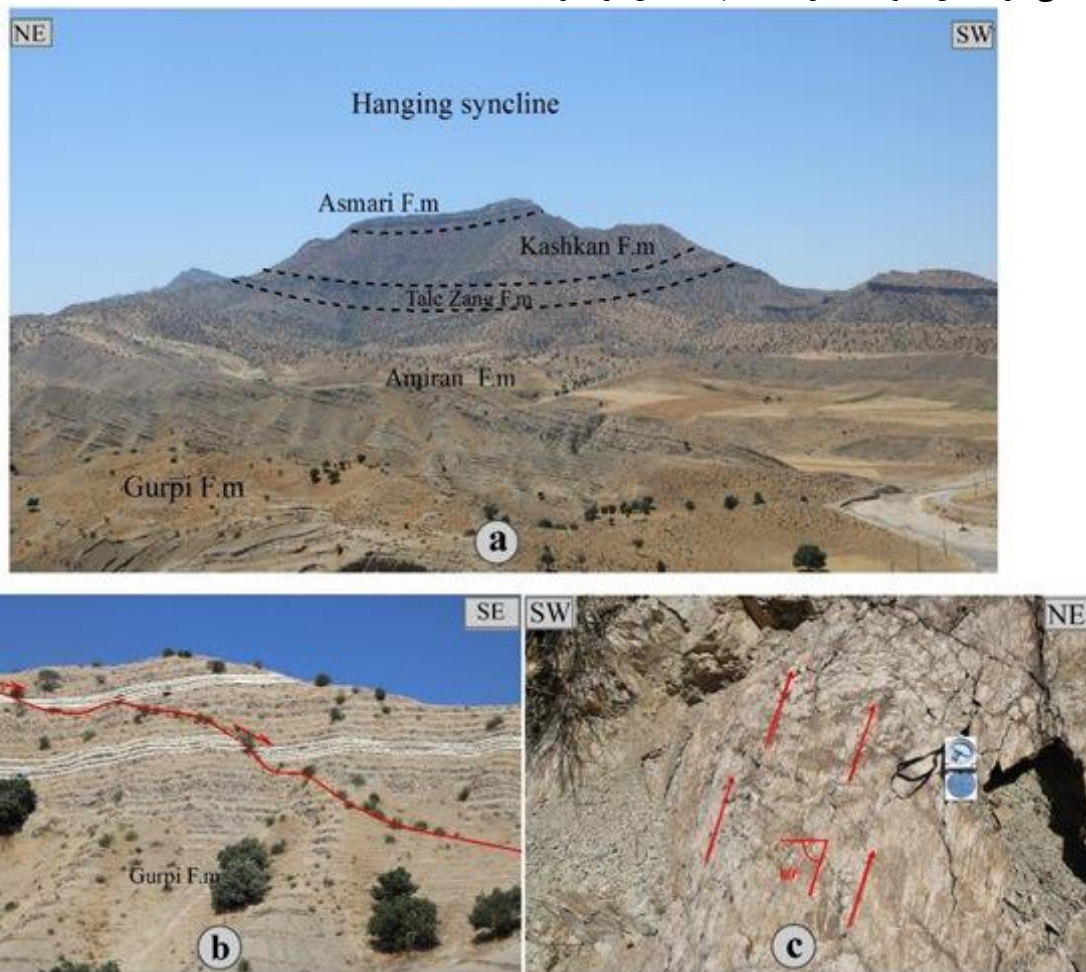 NE
SW
Hanging syncline
Asmari F.m
Kashkan F.m
Tale Zang F.m
Amiran F.m
Gurpi F.m
a
SE
Gurpi F.m
b
SW
NE
c